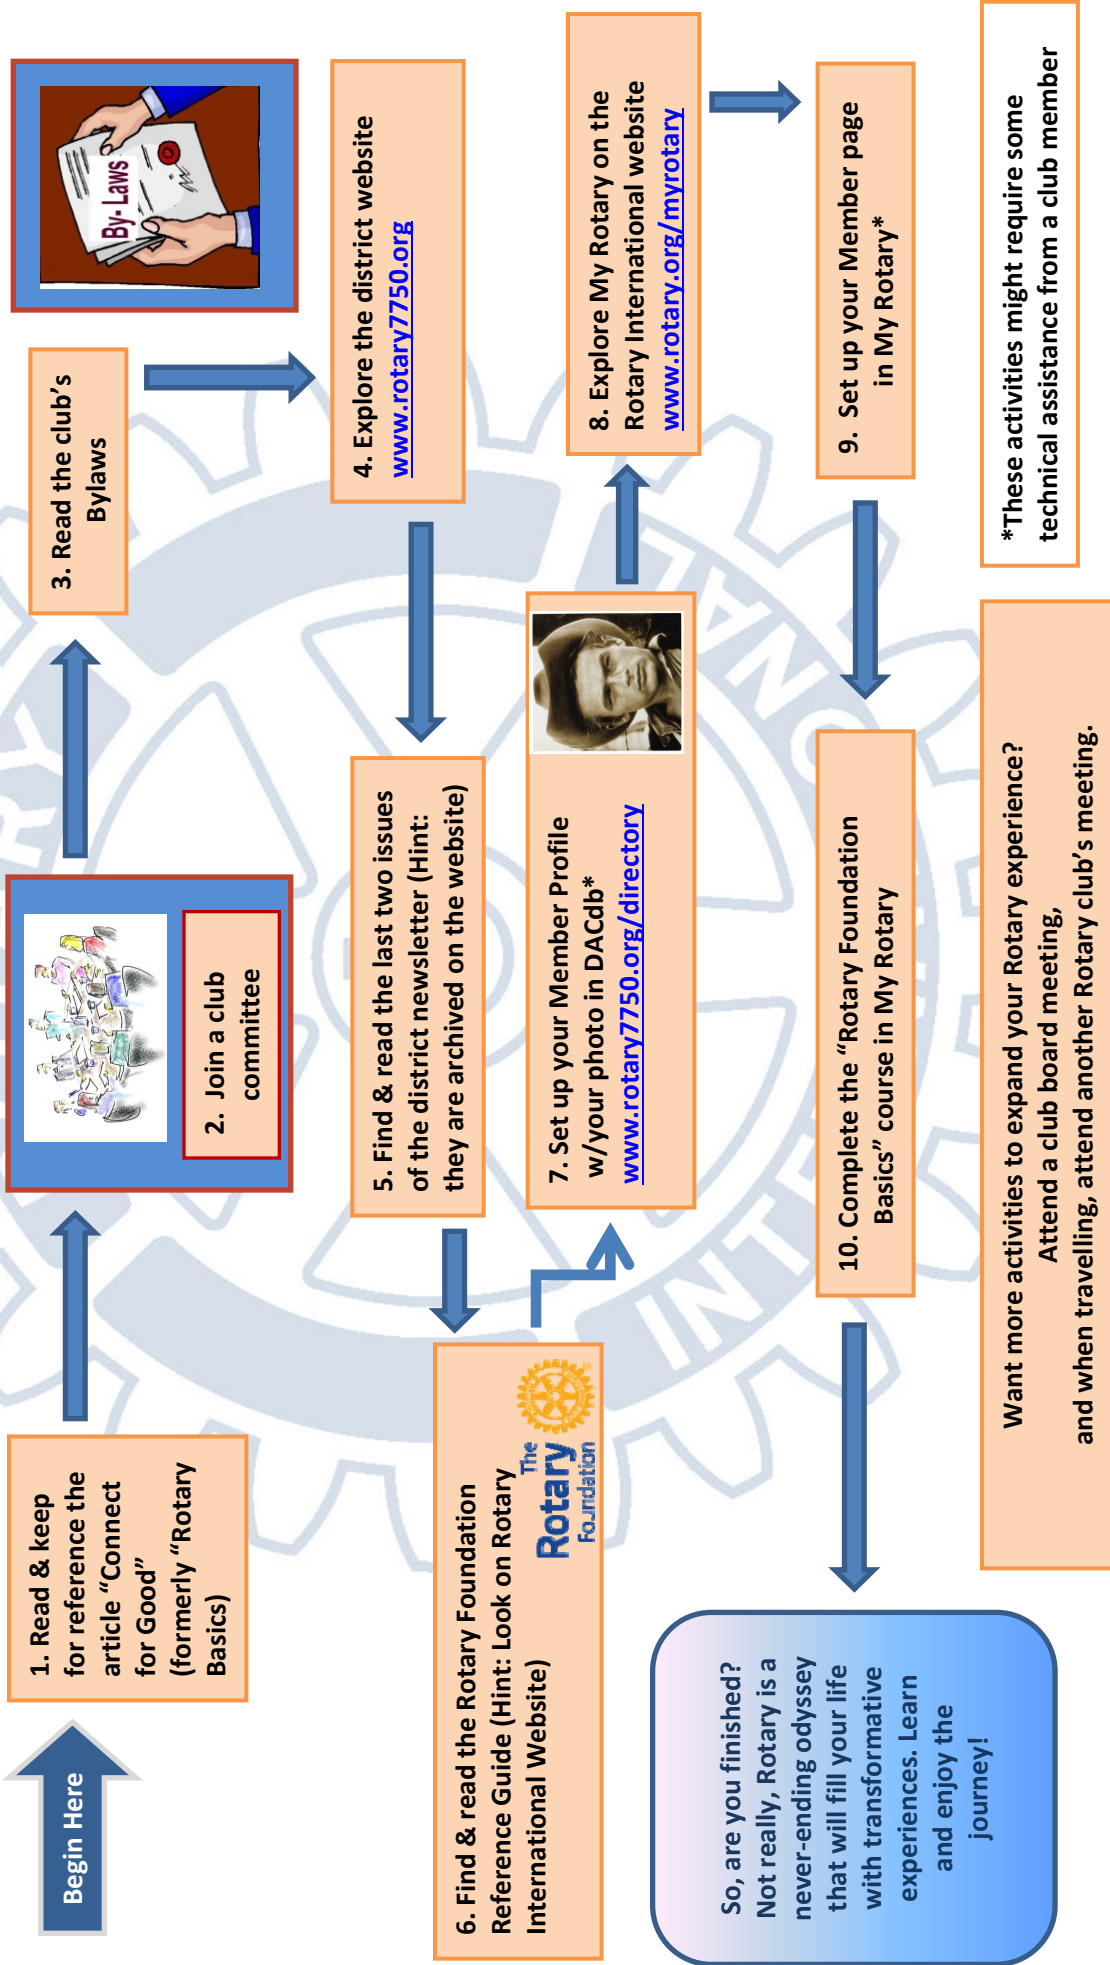 Begin Here
1. Read & keep
for reference the
article “Connect
for Good”
(formerly “Rotary
Basics)
2. Join a club
committee
3. Read the club’s
Bylaws
By- Laws
4. Explore the district website
www.rotary7750.org
5. Find & read the last two issues
of the district newsletter (Hint:
they are archived on the website)
6. Find & read the Rotary Foundation
Reference Guide (Hint: Look on Rotary
International Website)
The
Rotary
Foundation
7. Set up your Member Profile
w/your photo in DACdb*
www.rotary7750.org/directory
8. Explore My Rotary on the
Rotary International website
www.rotary.org/myrotary
9. Set up your Member page
in My Rotary*
10. Complete the “Rotary Foundation
Basics” course in My Rotary
So, are you finished?
Not really, Rotary is a
never-ending odyssey
that will fill your life
with transformative
experiences. Learn
and enjoy the
journey!
Want more activities to expand your Rotary experience?
Attend a club board meeting,
and when travelling, attend another Rotary club’s meeting.
*These activities might require some
technical assistance from a club member